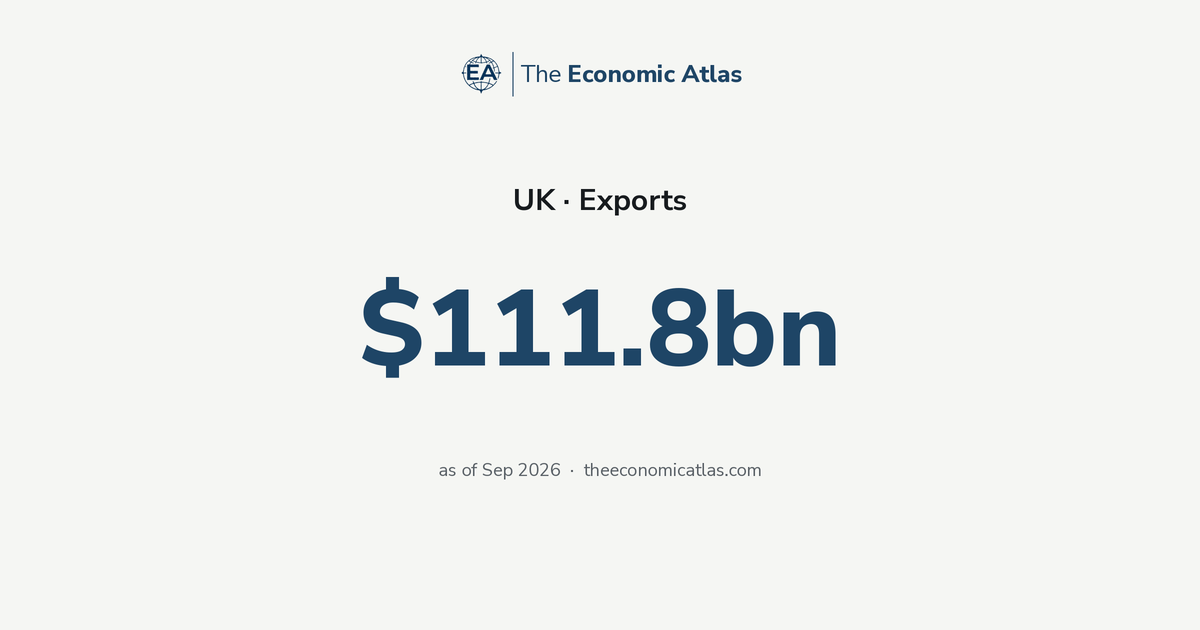 EA The Economic Atlas
UK · Exports
$111.8bn
as of Sep 2026 · theeconomicatlas.com